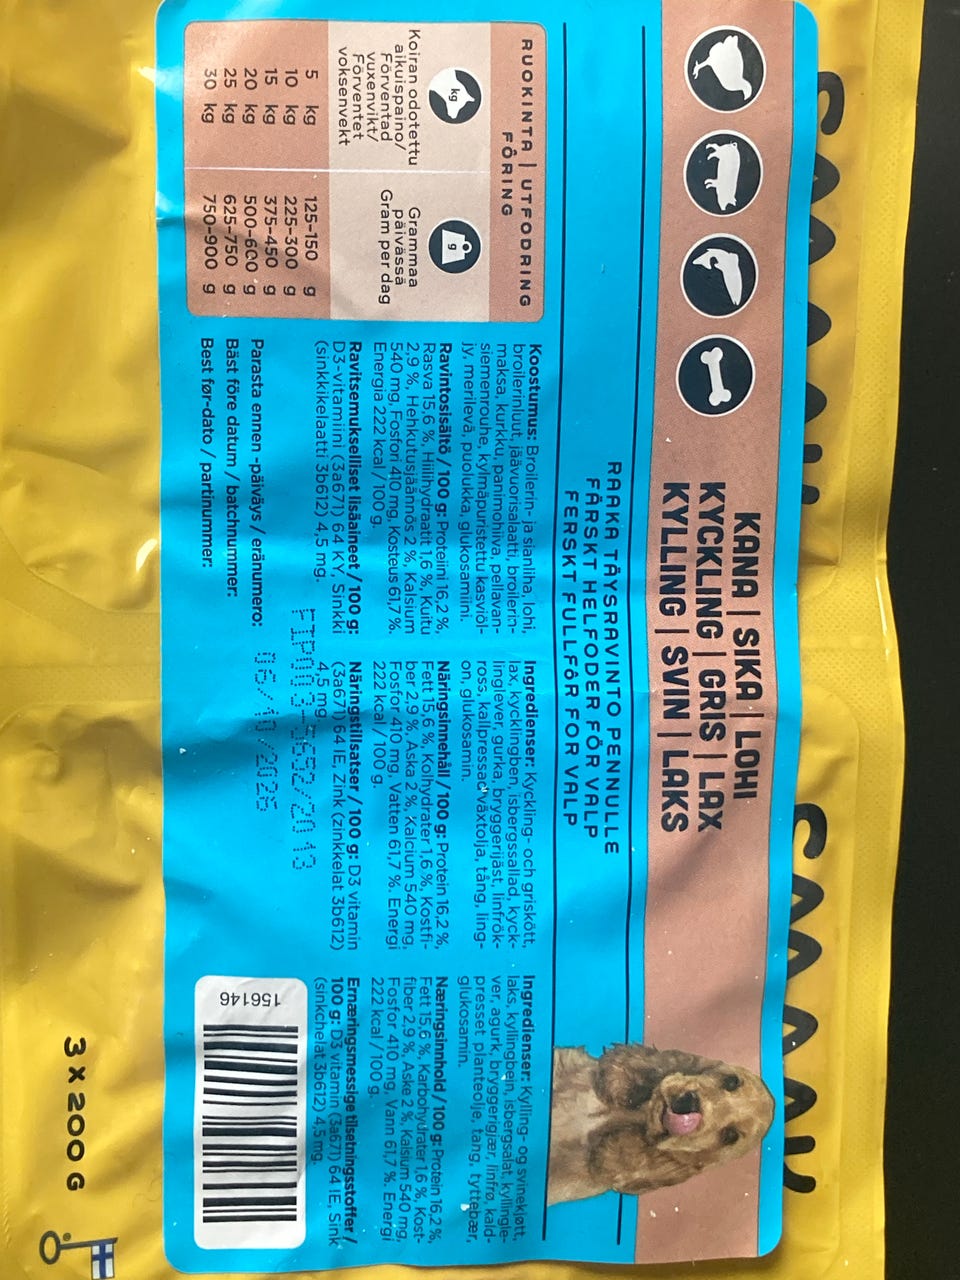 KANA | SIKA | LOHI
KYCKLING | GRIS | LAX
KYLLING | SVIN | LAKS
RAAKA TÄYSRAVINTO PENNULLE
FÄRSKT HELFODER FÖR VALP
FERSKT FULLFÔR FOR VALP
RUOKINTA | UTFODRING
FÔRING
kg
g
Koiran odotettu
aikuispaino/
Förventad
vuxenvikt/
Forventet
voksenvekt
Grammaa
päivässä
Gram per dag
5 kg 125-150 g
10 kg 225-300 g
15 kg 375-450 g
20 kg 500-600 g
25 kg 625-750 g
30 kg 750-900 g
Koostumus: Broilerin- ja sianliha, lohi,
broilerinluut, jäävuorisalaatti, broilerin-
maksa, kurkku, panimohiiva, pellavan-
siemenrouhe, kylmäpuristettu kasviöl-
jy, merilevä, puolukka, glukosamiini.
Ravintosisältö / 100 g: Proteiini 16,2 %,
Rasva 15,6 %, Hiilihydraatit 1,6 %, Kuitu
2,9 %, Hehkutusjäännös 2 %, Kalsium
540 mg, Fosfori 410 mg, Kosteus 61,7 %.
Energia 222 kcal / 100 g.
Ravitsemukselliset lisäaineet / 100 g:
D3-vitamiini (3a671) 64 KY, Sinkki
(sinkkikelaatti 3b612) 4,5 mg.
Parasta ennen -päiväys / eränumero:
Bäst före datum / batchnummer:
Best før-dato / partinummer:
06/10/2026
Ingredienser: Kyckling- och griskött,
lax, kycklingben, isbergssallad, kyck-
linglever, gurka, bryggerijäst, linfrök-
ross, kallpressad växtolja, tång, ling-
on, glukosamin.
Näringsinnehåll / 100 g: Protein 16,2 %,
Fett 15,6 %, Kolhydrater 1,6 %, Kostfi-
ber 2,9 %, Aska 2 %, Kalcium 540 mg,
Fosfor 410 mg, Vatten 61,7 %. Energi
222 kcal / 100 g.
Näringstillsatser / 100 g: D3 vitamin
(3a671) 64 IE, Zink (zinkkelat 3b612)
4,5 mg
Ingredienser: Kylling- og svinekjøtt,
laks, kyllingbein, isbergsalat, kyllingle-
ver, agurk, bryggerigjær, linfrø, kald-
presset planteolje, tang, tyttebær,
glukosamin.
Næringsinnhold / 100 g: Protein 16,2 %,
Fett 15,6 %, Karbohydrater 1,6 %, Kost-
fiber 2,9 %, Aske 2 %, Kalsium 540 mg,
Fosfor 410 mg, Vann 61,7 %. Energi
222 kcal / 100 g.
Ernæringsmessige tilsetningsstoffer /
100 g: D3 vitamin (3a671) 64 IE, Sink
(sinkchelat 3b612) 4,5 mg.
156146
3 x 200 G